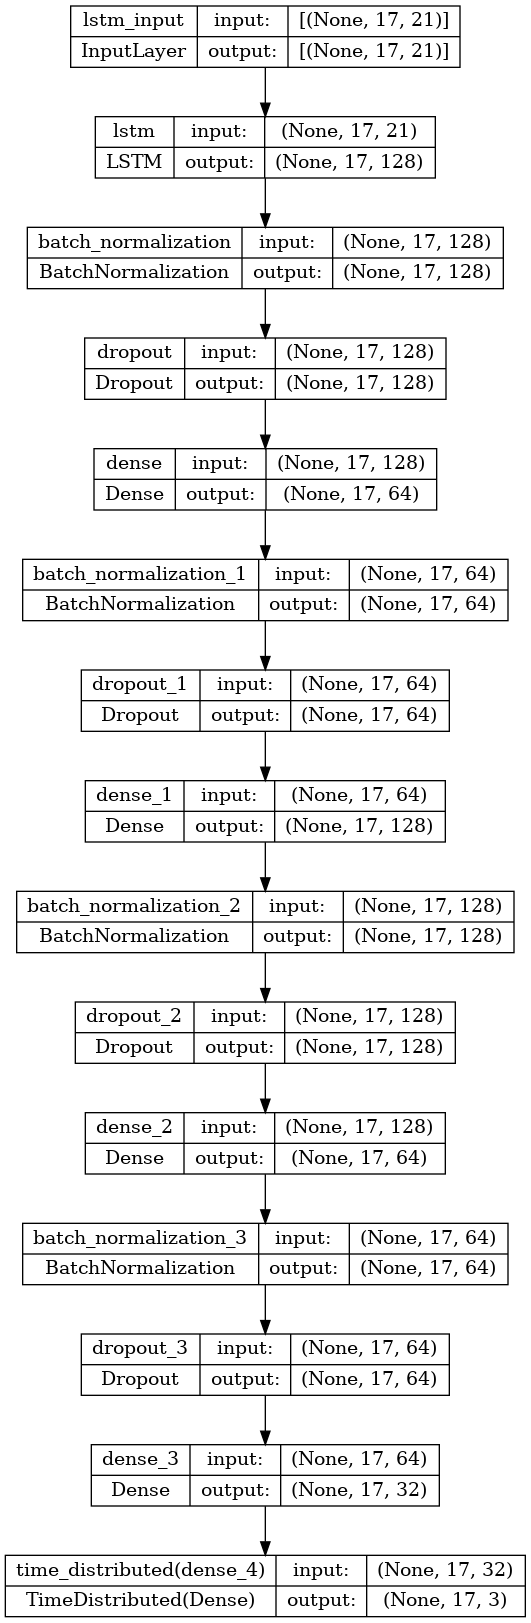 lstm_input input: [(None, 17, 21)]
InputLayer output: [(None, 17, 21)]
lstm input: (None, 17, 21)
LSTM output: (None, 17, 128)
batch_normalization input: (None, 17, 128)
BatchNormalization output: (None, 17, 128)
dropout input: (None, 17, 128)
Dropout output: (None, 17, 128)
dense input: (None, 17, 128)
Dense output: (None, 17, 64)
batch_normalization_1 input: (None, 17, 64)
BatchNormalization output: (None, 17, 64)
dropout_1 input: (None, 17, 64)
Dropout output: (None, 17, 64)
dense_1 input: (None, 17, 64)
Dense output: (None, 17, 128)
batch_normalization_2 input: (None, 17, 128)
BatchNormalization output: (None, 17, 128)
dropout_2 input: (None, 17, 128)
Dropout output: (None, 17, 128)
dense_2 input: (None, 17, 128)
Dense output: (None, 17, 64)
batch_normalization_3 input: (None, 17, 64)
BatchNormalization output: (None, 17, 64)
dropout_3 input: (None, 17, 64)
Dropout output: (None, 17, 64)
dense_3 input: (None, 17, 64)
Dense output: (None, 17, 32)
time_distributed(dense_4) input: (None, 17, 32)
TimeDistributed(Dense) output: (None, 17, 3)